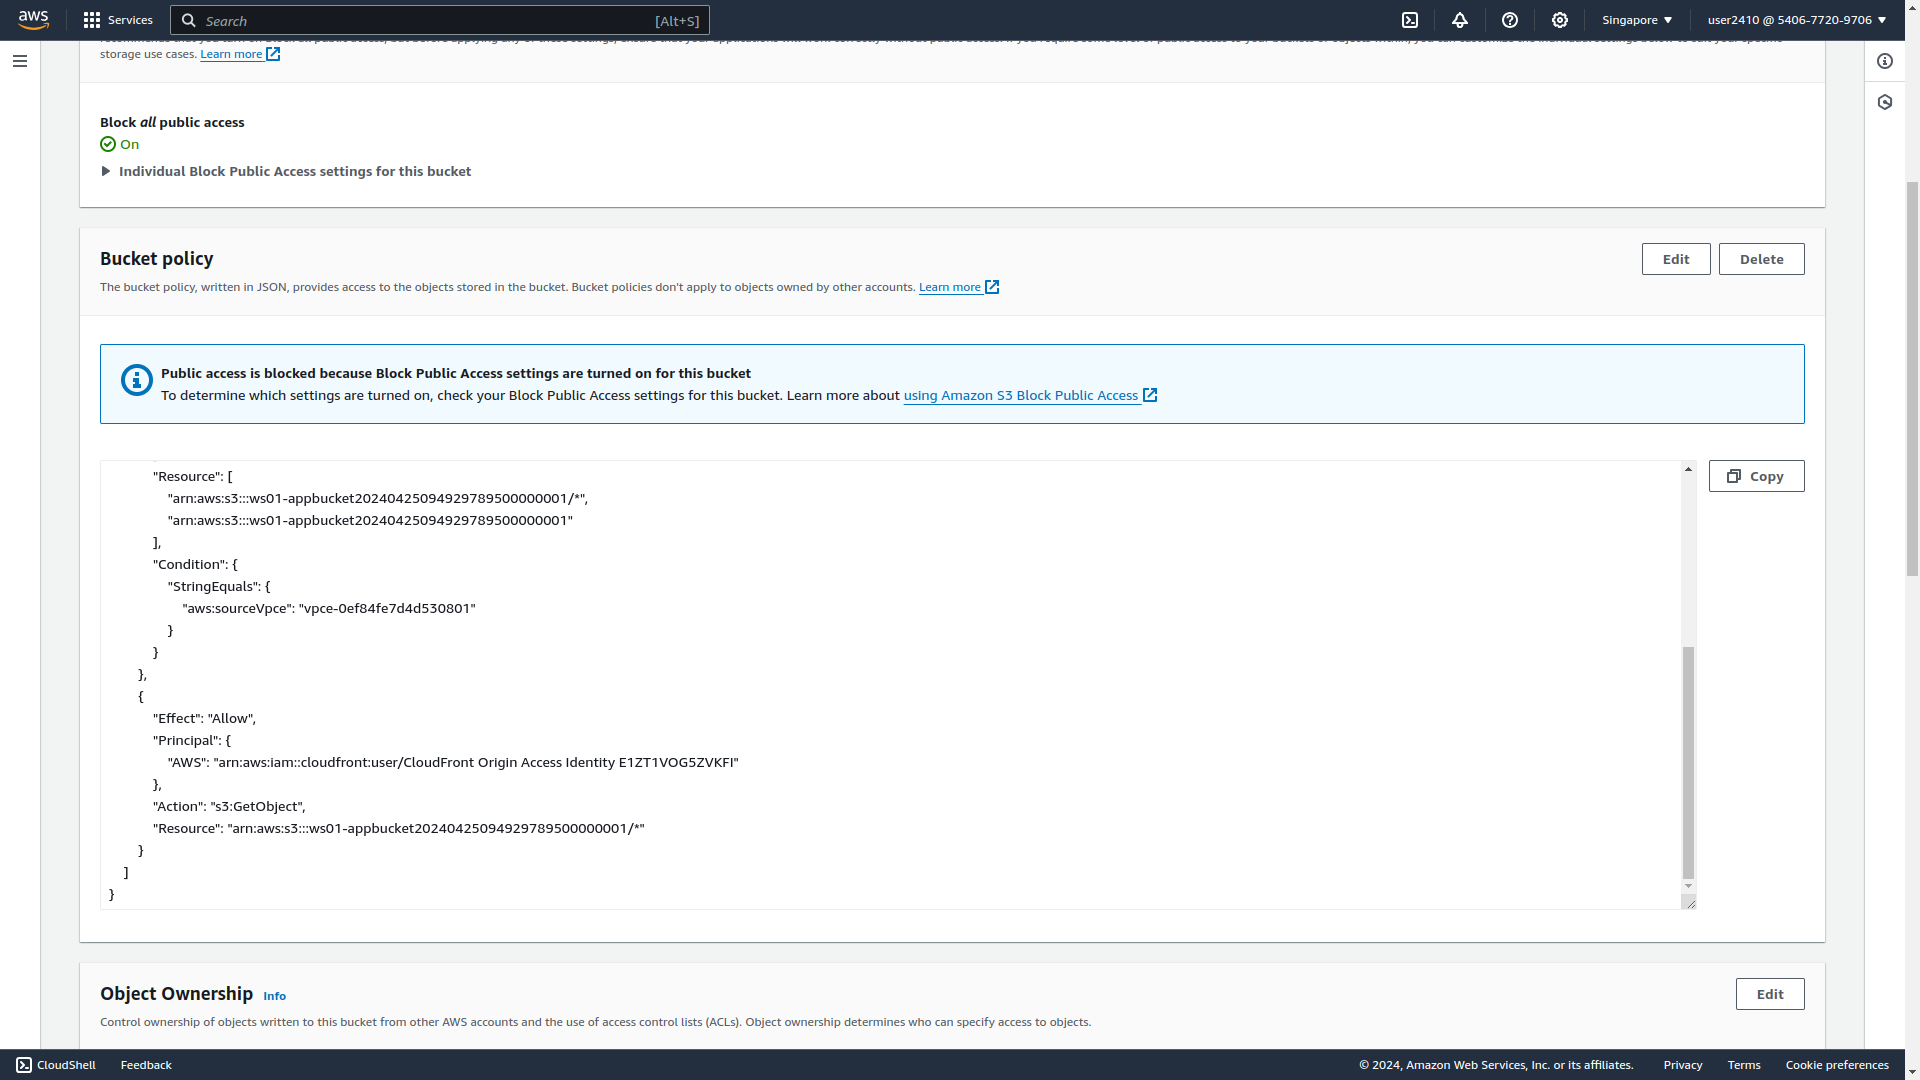 aws
Services
Search
[Alt+S]
Singapore
user2410 @ 5406-7720-9706
storage use cases. Learn more
Block all public access
On
Individual Block Public Access settings for this bucket
Bucket policy
Edit
Delete
The bucket policy, written in JSON, provides access to the objects stored in the bucket. Bucket policies don't apply to objects owned by other accounts. Learn more
Public access is blocked because Block Public Access settings are turned on for this bucket
To determine which settings are turned on, check your Block Public Access settings for this bucket. Learn more about using Amazon S3 Block Public Access
Copy
"Resource": [
"arn:aws:s3:::ws01-appbucket20240425094929789500000001/*",
"arn:aws:s3:::ws01-appbucket20240425094929789500000001"
],
"Condition": {
"StringEquals": {
"aws:sourceVpce": "vpce-0ef84fe7d4d530801"
}
}
},
{
"Effect": "Allow",
"Principal": {
"AWS": "arn:aws:iam::cloudfront:user/CloudFront Origin Access Identity E1ZT1VOG5ZVKFI"
},
"Action": "s3:GetObject",
"Resource": "arn:aws:s3:::ws01-appbucket20240425094929789500000001/*"
}
]
}
Object Ownership Info
Edit
Control ownership of objects written to this bucket from other AWS accounts and the use of access control lists (ACLs). Object ownership determines who can specify access to objects.
CloudShell
Feedback
© 2024, Amazon Web Services, Inc. or its affiliates.
Privacy
Terms
Cookie preferences